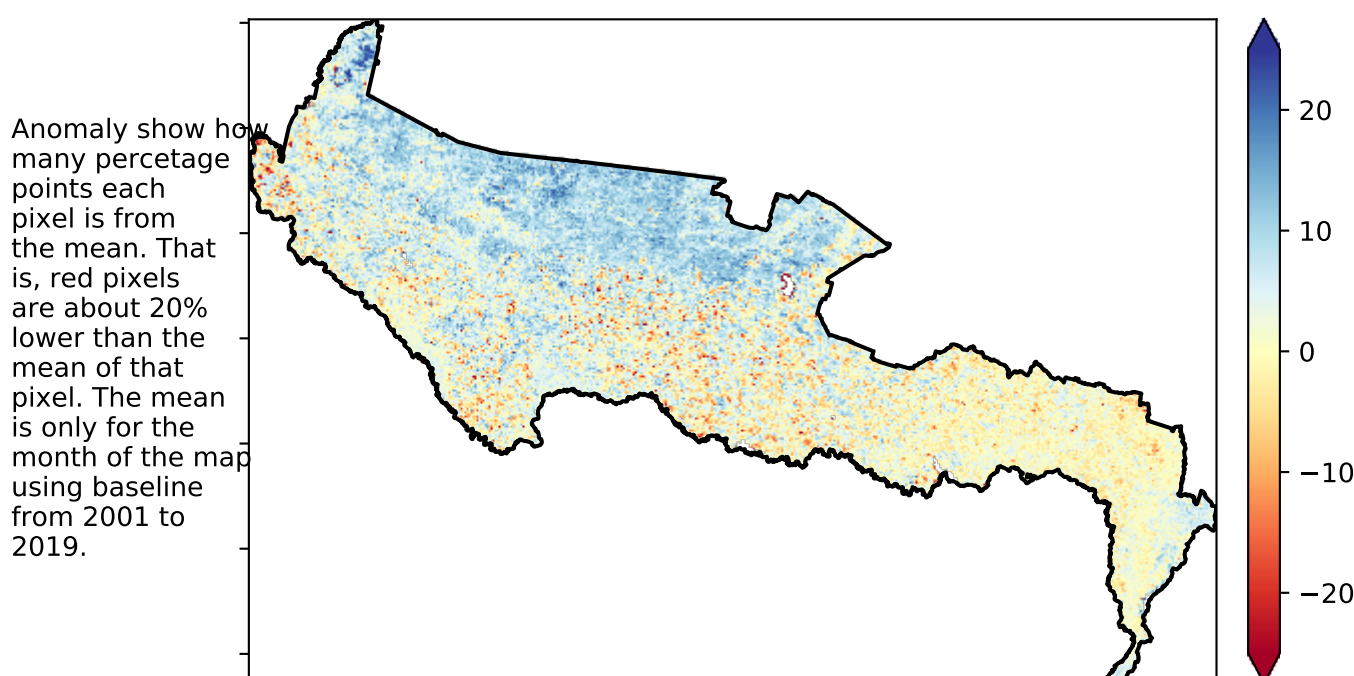 Anomaly show how
many percetage
points each
pixel is from
the mean. That
is, red pixels
are about 20%
lower than the
mean of that
pixel. The mean
is only for the
month of the map
using baseline
from 2001 to
2019.
20
10
0
−10
−20